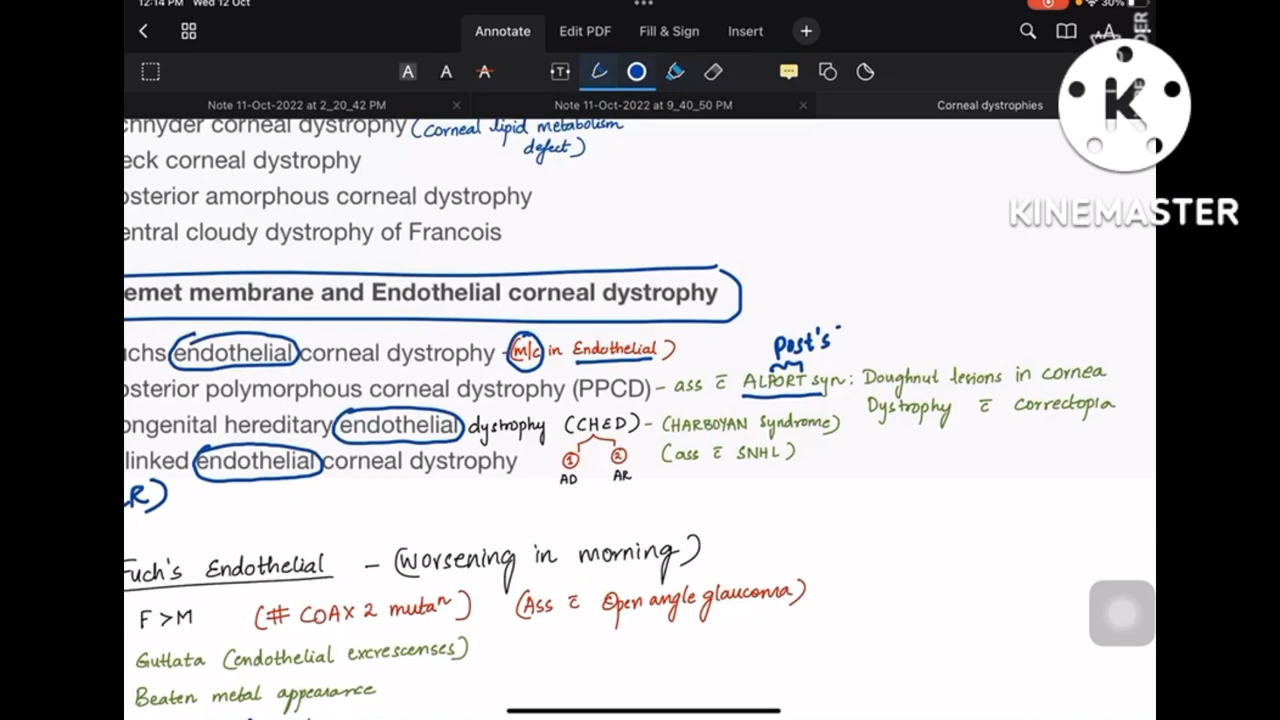 12:14 PM Wed 12 Oct
30%
Annotate Edit PDF Fill & Sign Insert
Note 11-Oct-2022 at 2_20_42 PM Note 11-Oct-2022 at 9_40_50 PM Corneal dystrophies
K
KINEMASTER
chnyder corneal dystrophy (corneal lipid metabolism
defect)
eck corneal dystrophy
osterior amorphous corneal dystrophy
entral cloudy dystrophy of Francois
emet membrane and Endothelial corneal dystrophy
Post's
uchs endothelial corneal dystrophy - (m/c in Endothelial)
osterior polymorphous corneal dystrophy (PPCD) - ass c̄ ALPORT syn: Doughnut lesions in cornea
Dystrophy c̄ correctopia
ongenital hereditary endothelial dystrophy (CHED) - (HARBOYAN Syndrome)
(ass c̄ SNHL)
linked endothelial corneal dystrophy
1 2
AD AR
R)
Fuch's Endothelial - (Worsening in morning)
F > M (# COAX 2 mutaⁿ) (Ass c̄ Open angle glaucoma)
Guttata (endothelial excrescenses)
Beaten metal appearance